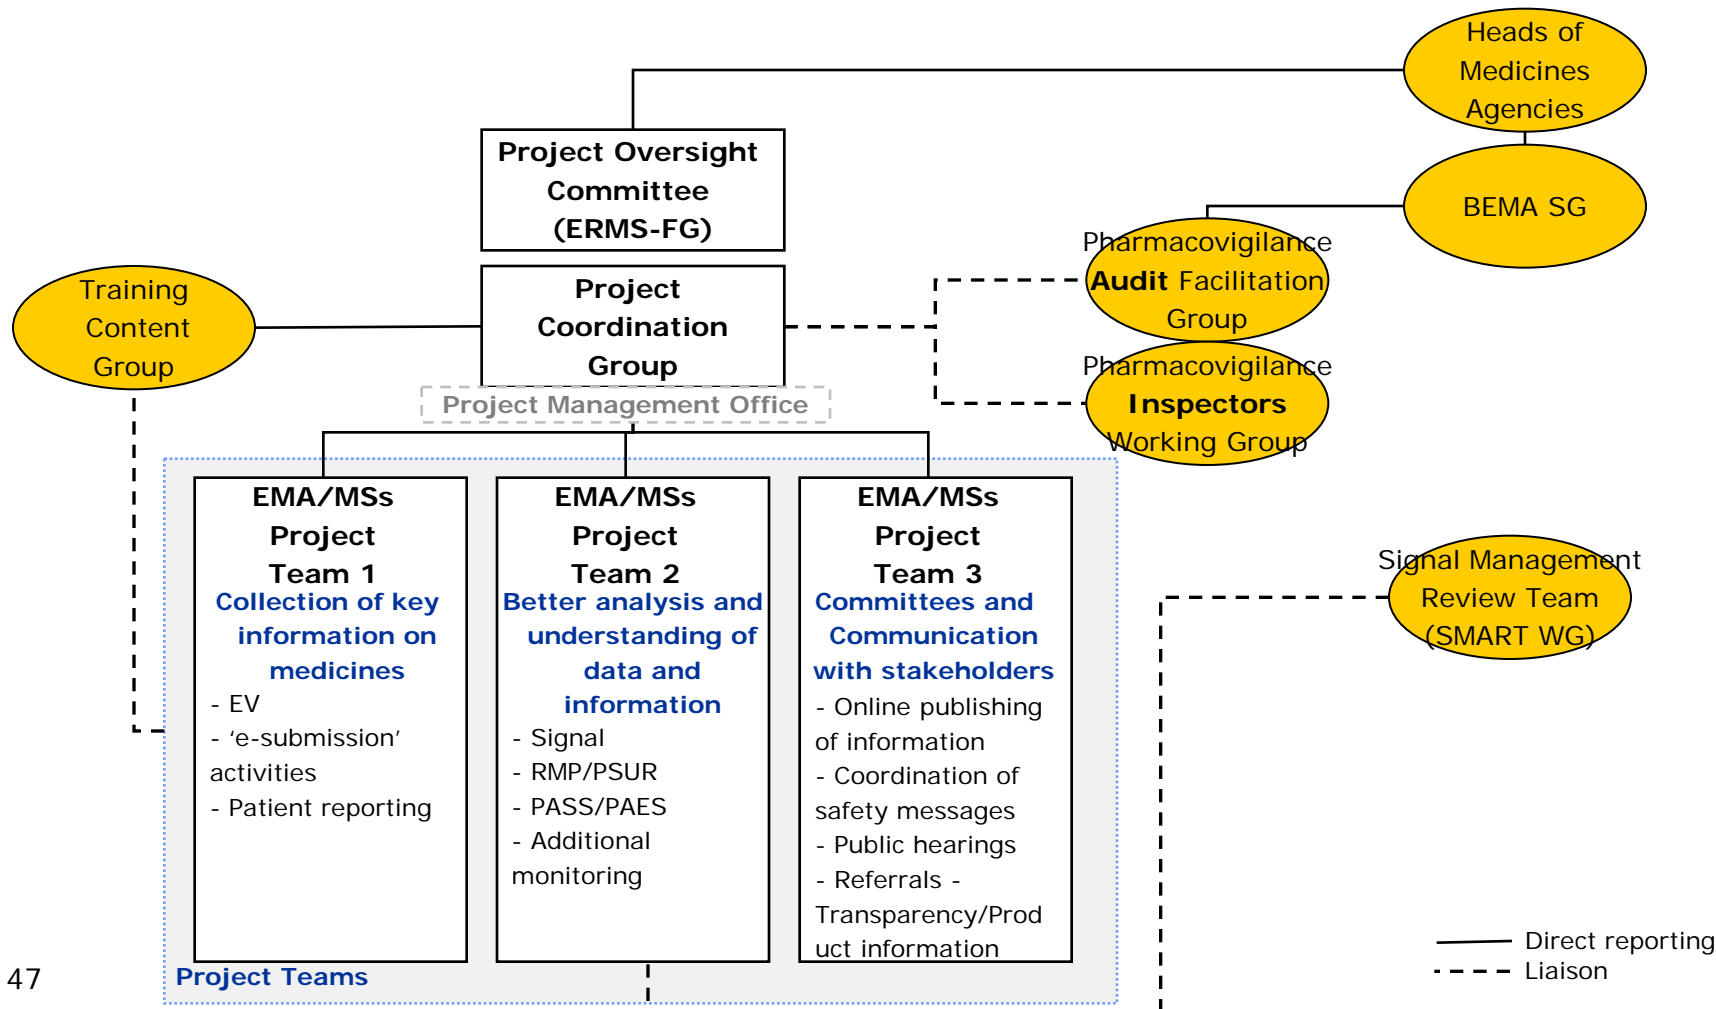 Heads of
Medicines
Agencies
Project Oversight
Committee
(ERMS-FG)
BEMA SG
Pharmacovigilance
Audit Facilitation
Group
Training
Content
Group
Project
Coordination
Group
Pharmacovigilance
Inspectors
Working Group
Project Management Office
EMA/MSs
Project
Team 1
Collection of key
information on
medicines
- EV
- ‘e-submission’
activities
- Patient reporting
EMA/MSs
Project
Team 2
Better analysis and
understanding of
data and
information
- Signal
- RMP/PSUR
- PASS/PAES
- Additional
monitoring
EMA/MSs
Project
Team 3
Committees and
Communication
with stakeholders
- Online publishing
of information
- Coordination of
safety messages
- Public hearings
- Referrals -
Transparency/Prod
uct information
Signal Management
Review Team
(SMART WG)
Project Teams
Direct reporting
Liaison
47